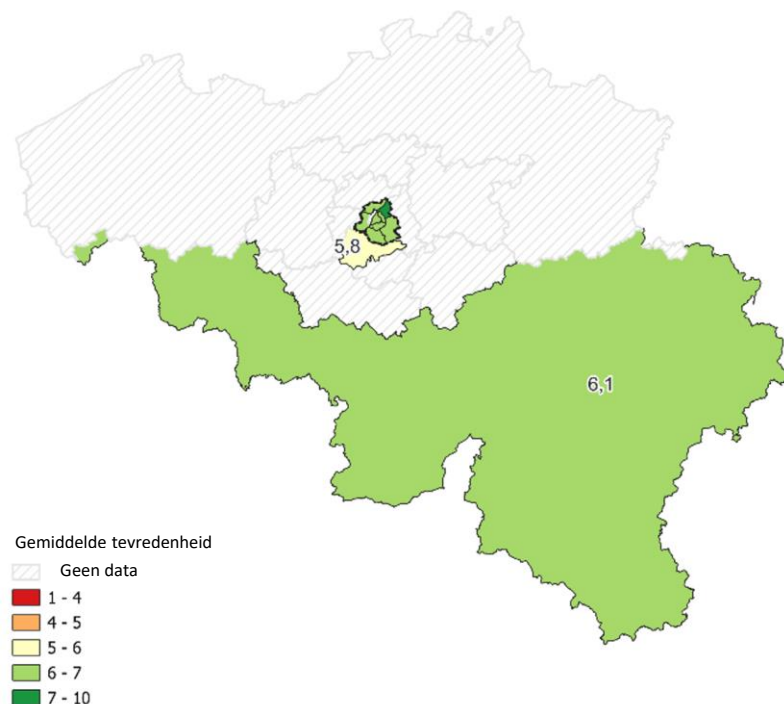 5,8
6,1
Gemiddelde tevredenheid
Geen data
1 - 4
4 - 5
5 - 6
6 - 7
7 - 10